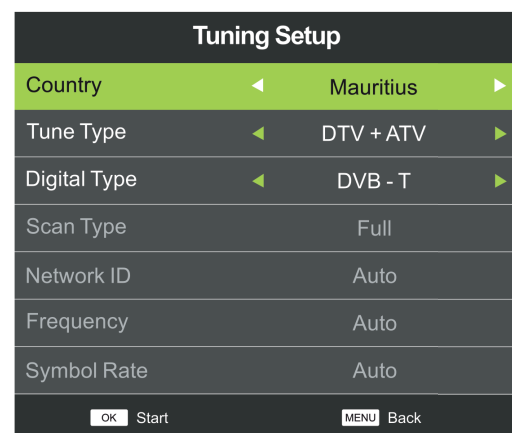 Tuning Setup
Country Mauritius
Tune Type DTV + ATV
Digital Type DVB - T
Scan Type Full
Network ID Auto
Frequency Auto
Symbol Rate Auto
OK Start MENU Back